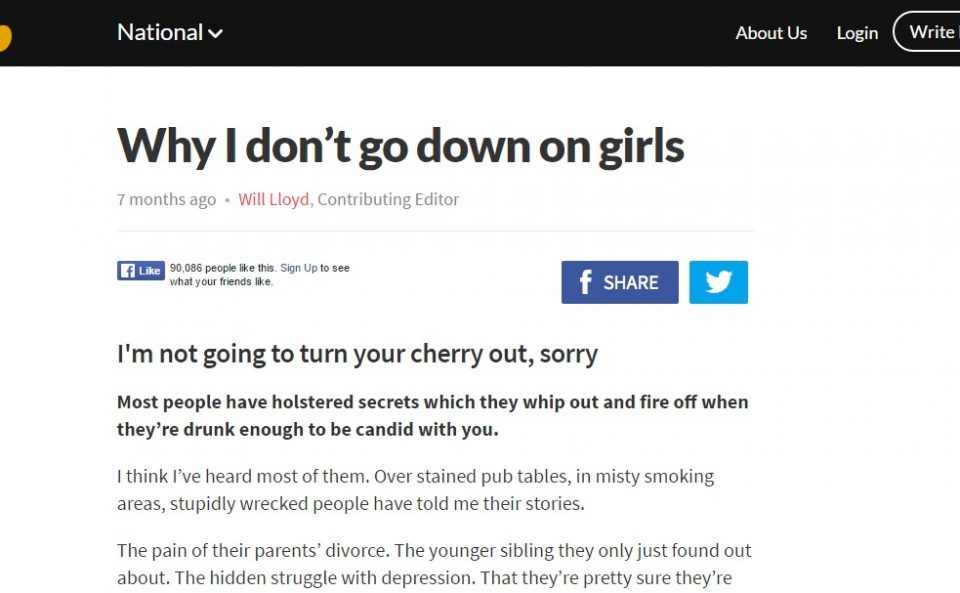 National
About Us
Login
Write
Why I don’t go down on girls
7 months ago • Will Lloyd, Contributing Editor
Like
90,086 people like this. Sign Up to see
what your friends like.
SHARE
I'm not going to turn your cherry out, sorry
Most people have holstered secrets which they whip out and fire off when
they’re drunk enough to be candid with you.
I think I’ve heard most of them. Over stained pub tables, in misty smoking
areas, stupidly wrecked people have told me their stories.
The pain of their parents’ divorce. The younger sibling they only just found out
about. The hidden struggle with depression. That they’re pretty sure they’re